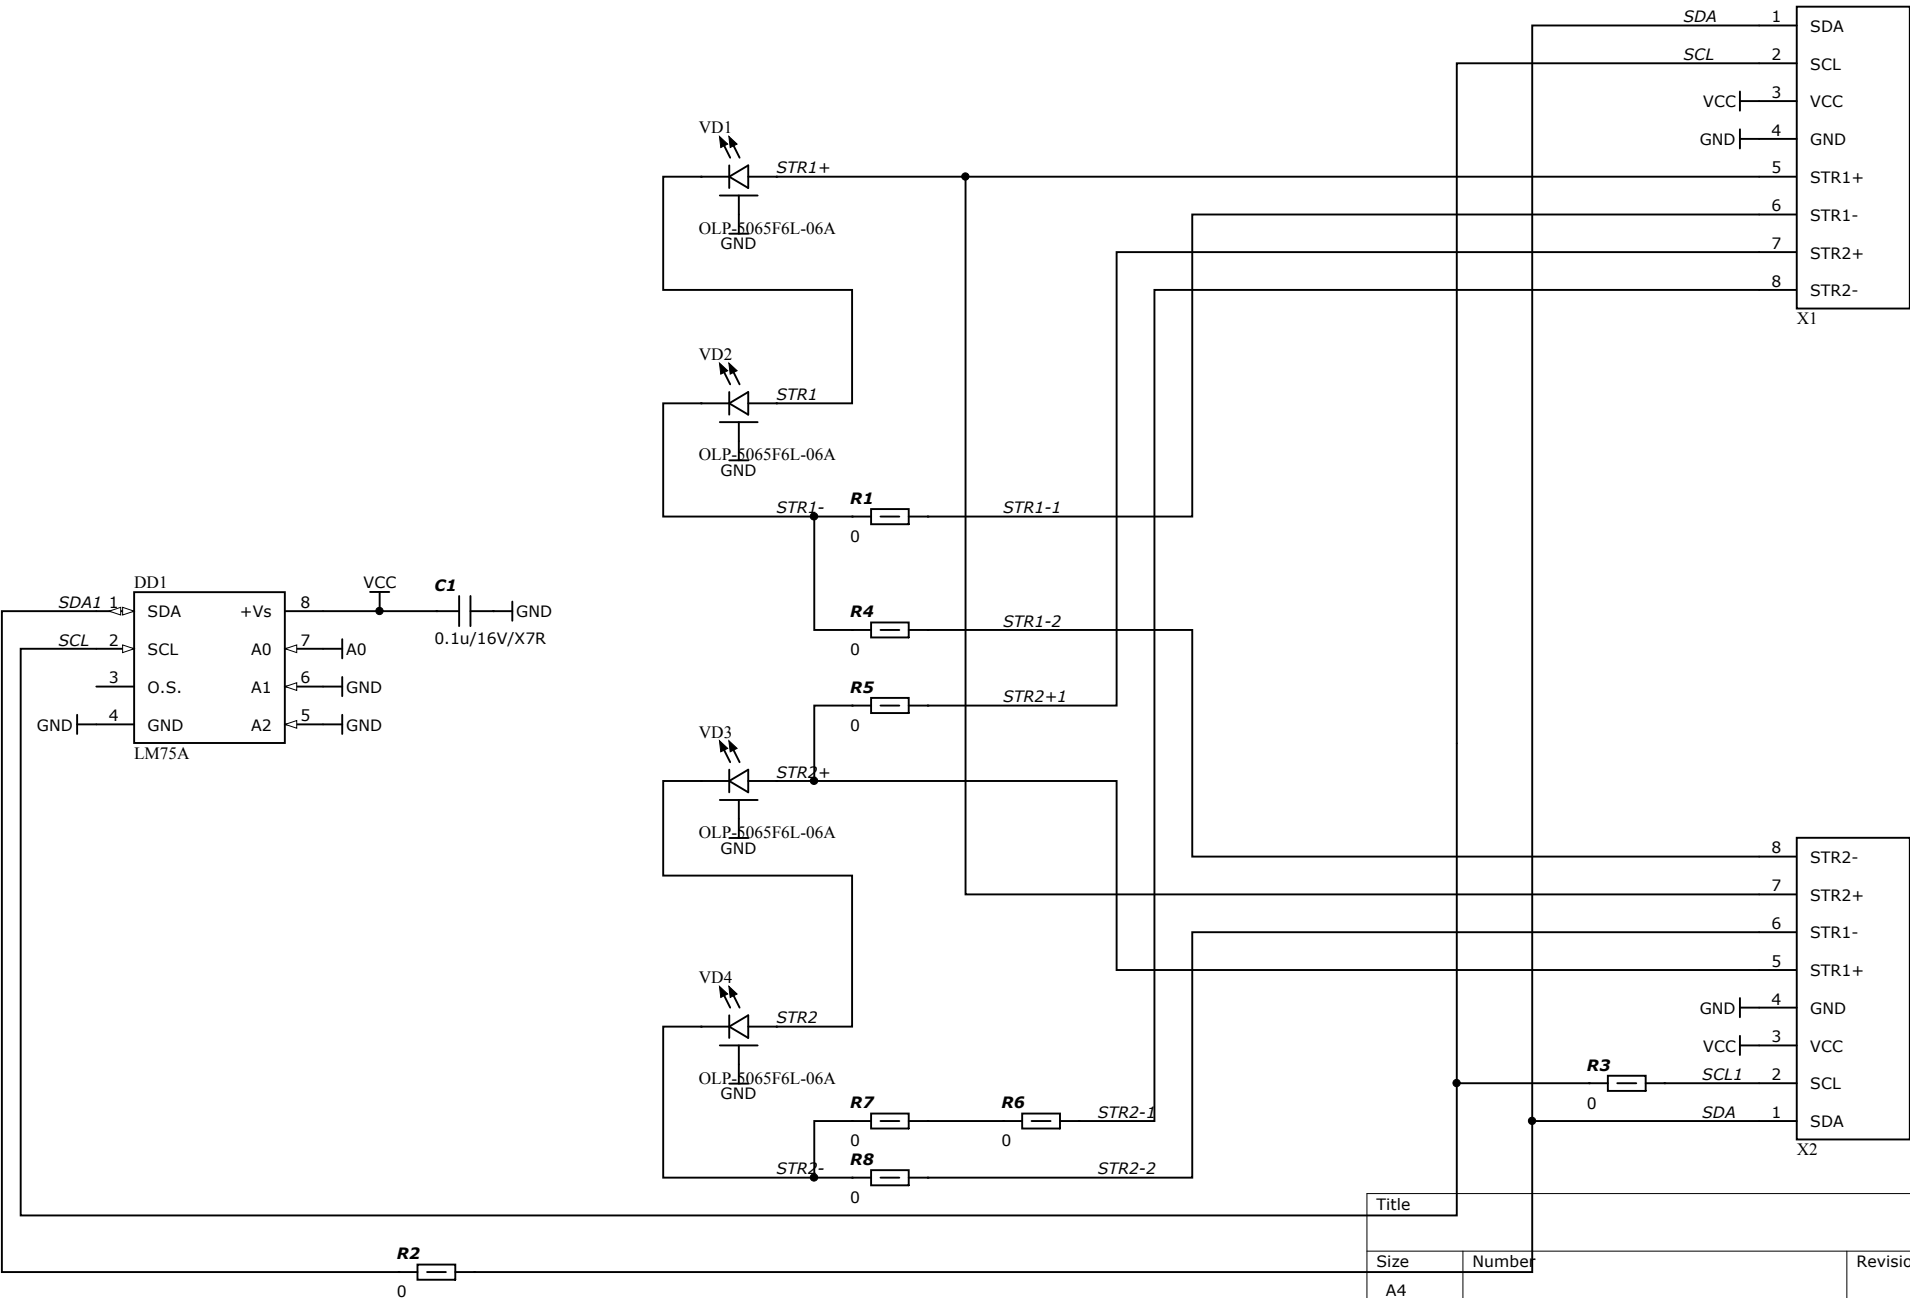 SDA 1 SDA
SCL 2 SCL
VCC 3 VCC
GND 4 GND
5 STR1+
6 STR1-
7 STR2+
8 STR2-
X1
VD1
STR1+
OLP-5065F6L-06A
GND
VD2
STR1
OLP-5065F6L-06A
GND
STR1-
R1
0
STR1-1
R4
0
STR1-2
R5
0
STR2+1
DD1
SDA1 1 SDA +Vs 8
SCL 2 SCL A0 7 A0
3 O.S. A1 6 GND
GND 4 GND A2 5 GND
LM75A
VCC
C1
GND
0.1u/16V/X7R
VD3
STR2+
OLP-5065F6L-06A
GND
VD4
STR2
OLP-5065F6L-06A
GND
R7
0
R6
0
STR2-1
STR2-
R8
0
STR2-2
8 STR2-
7 STR2+
6 STR1-
5 STR1+
GND 4 GND
VCC 3 VCC
R3
0
SCL1 2 SCL
SDA 1 SDA
X2
R2
0
Title
Size Number
A4